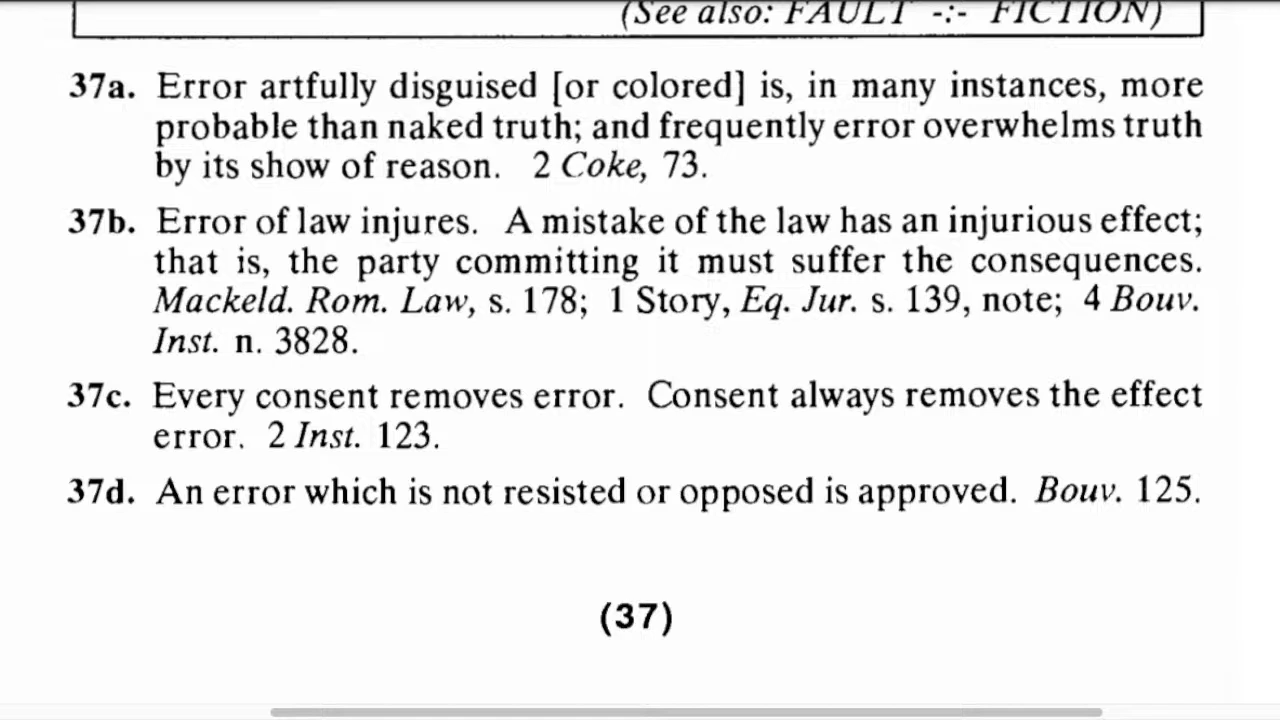 (See also: FAULT -:- FICTION)
37a. Error artfully disguised [or colored] is, in many instances, more
probable than naked truth; and frequently error overwhelms truth
by its show of reason. 2 Coke, 73.
37b. Error of law injures. A mistake of the law has an injurious effect;
that is, the party committing it must suffer the consequences.
Mackeld. Rom. Law, s. 178; 1 Story, Eq. Jur. s. 139, note; 4 Bouv.
Inst. n. 3828.
37c. Every consent removes error. Consent always removes the effect
error. 2 Inst. 123.
37d. An error which is not resisted or opposed is approved. Bouv. 125.
(37)